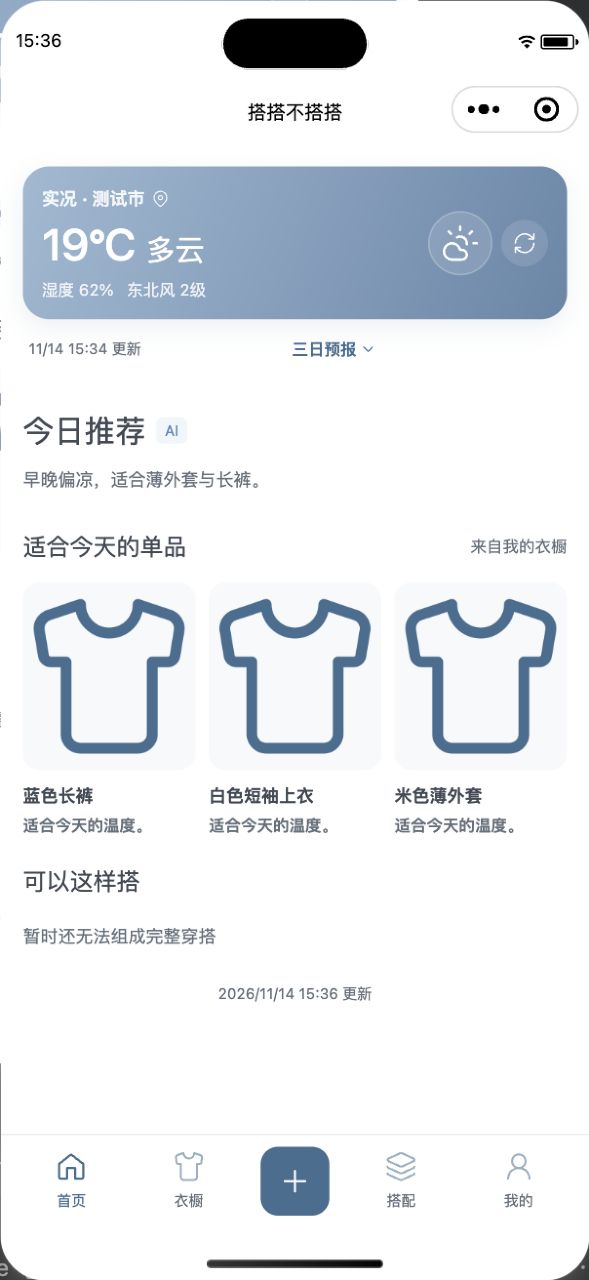 15:36
搭搭不搭搭
实况 · 测试市
19°C 多云
湿度 62% 东北风 2级
11/14 15:34 更新 三日预报
今日推荐 AI
早晚偏凉，适合薄外套与长裤。
适合今天的单品 来自我的衣橱
蓝色长裤 白色短袖上衣 米色薄外套
适合今天的温度。 适合今天的温度。 适合今天的温度。
可以这样搭
暂时还无法组成完整穿搭
2026/11/14 15:36 更新
首页 衣橱 搭配 我的